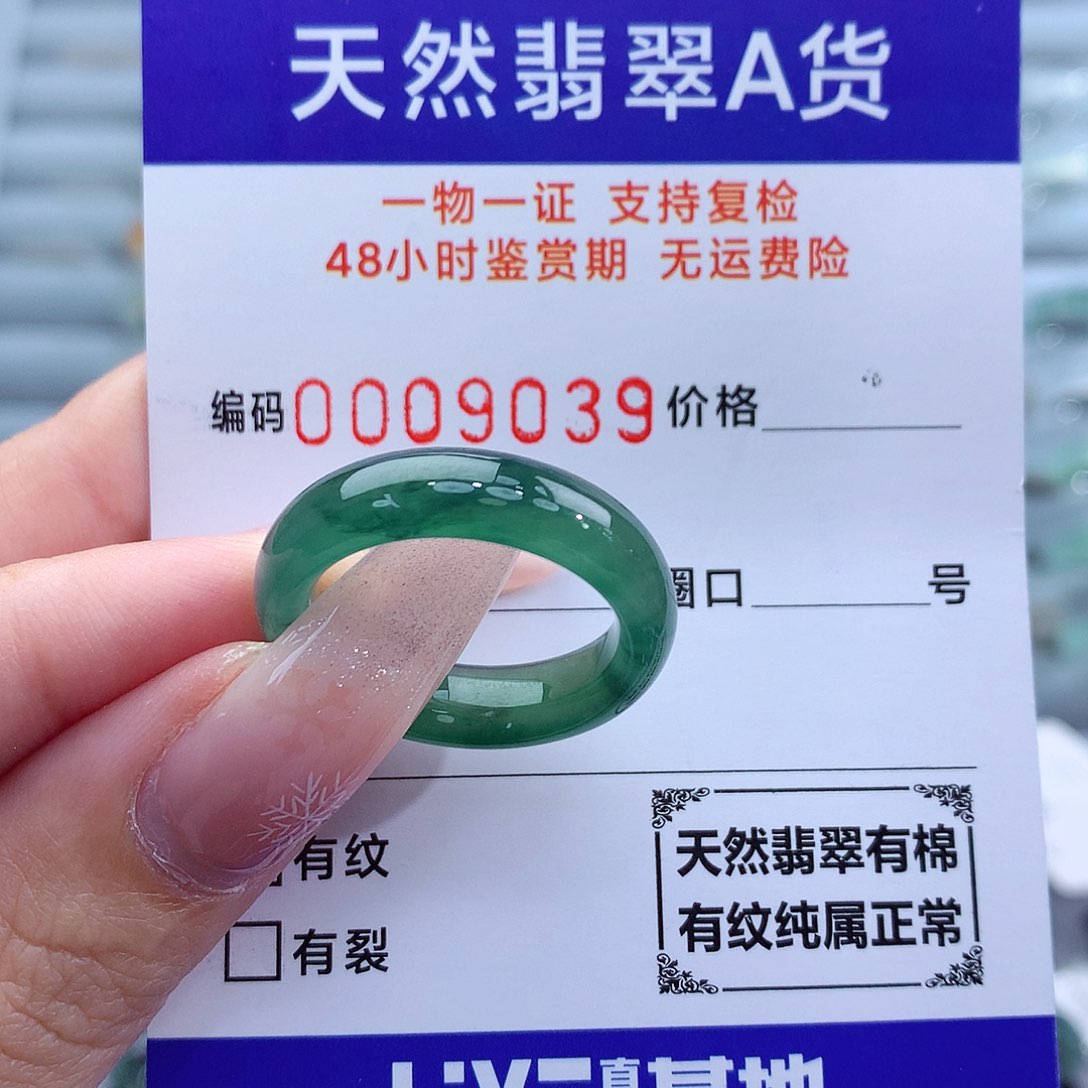 天然翡翠A货
一物一证 支持复检
48小时鉴赏期 无运费险
编码0009039价格
圈口 号
有纹
有裂
天然翡翠有棉
有纹纯属正常
基地